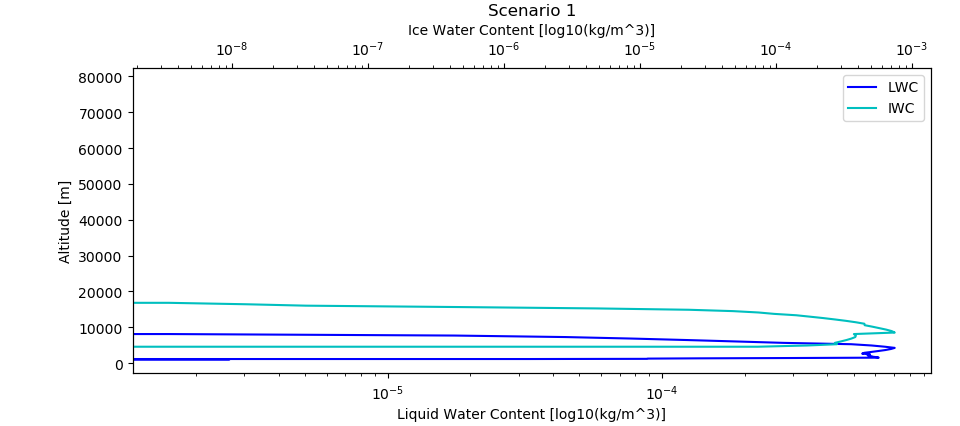 Scenario 1
Ice Water Content [log10(kg/m^3)]
10⁻⁸ 10⁻⁷ 10⁻⁶ 10⁻⁵ 10⁻⁴ 10⁻³
80000
70000
60000
50000
40000
30000
20000
10000
0
Altitude [m]
LWC
IWC
10⁻⁵ 10⁻⁴
Liquid Water Content [log10(kg/m^3)]